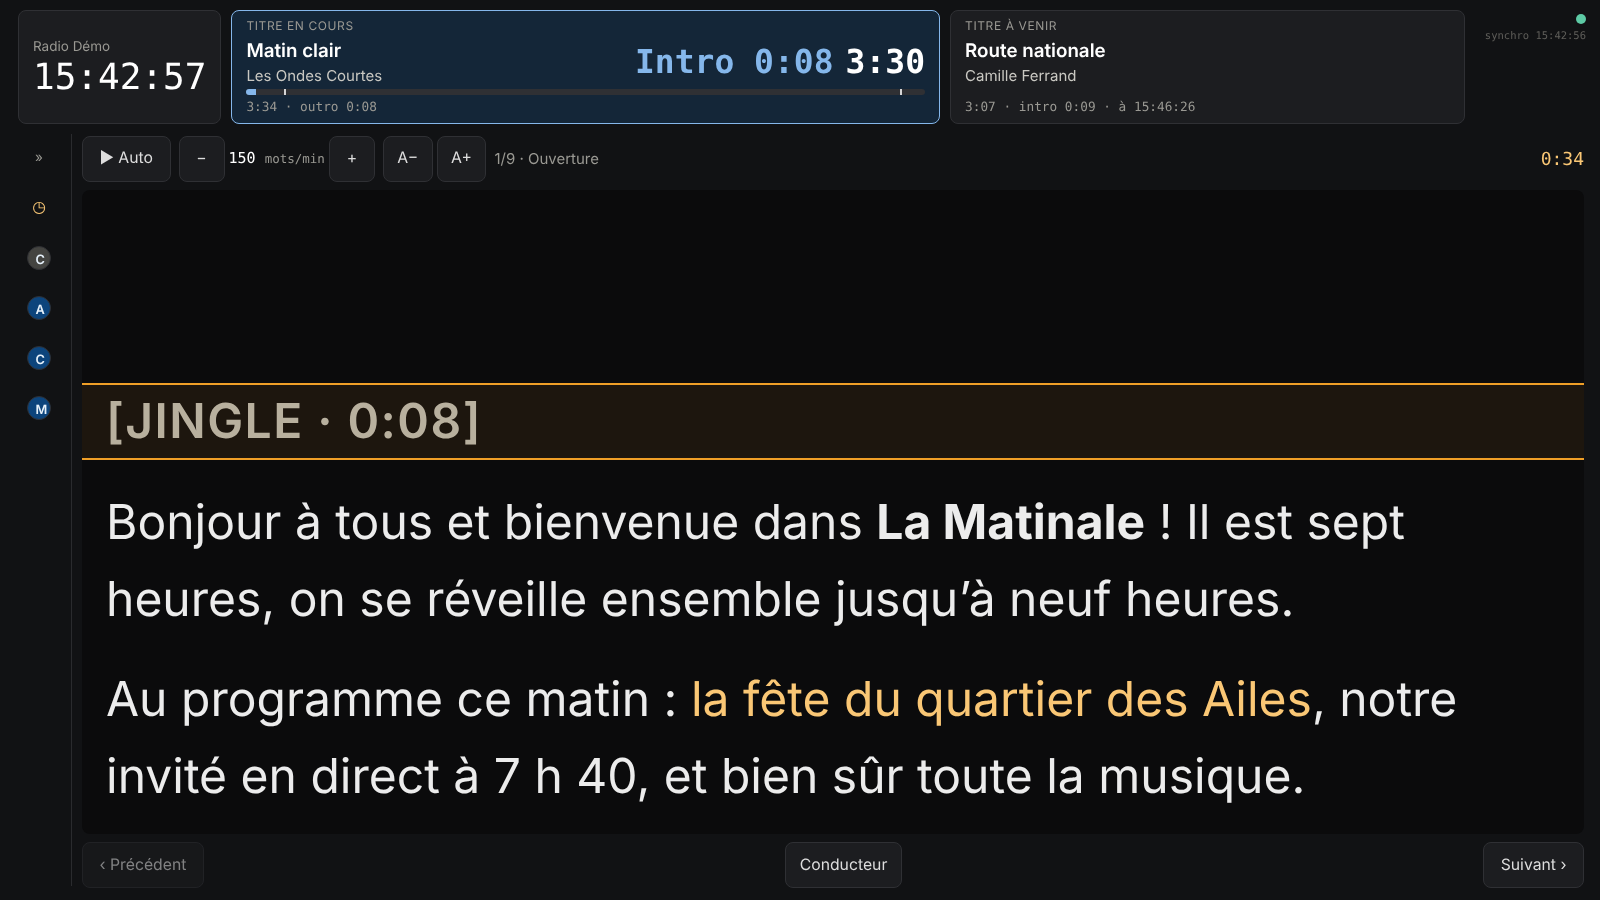 Radio Démo
15:42:57
TITRE EN COURS
Matin clair
Les Ondes Courtes
Intro 0:08 3:30
3:34 · outro 0:08
TITRE À VENIR
Route nationale
Camille Ferrand
3:07 · intro 0:09 · à 15:46:26
synchro 15:42:56
»
▶ Auto
− 150 mots/min +
A− A+
1/9 · Ouverture
0:34
C
A
C
M
[JINGLE · 0:08]
Bonjour à tous et bienvenue dans La Matinale ! Il est sept
heures, on se réveille ensemble jusqu’à neuf heures.
Au programme ce matin : la fête du quartier des Ailes, notre
invité en direct à 7 h 40, et bien sûr toute la musique.
‹ Précédent
Conducteur
Suivant ›